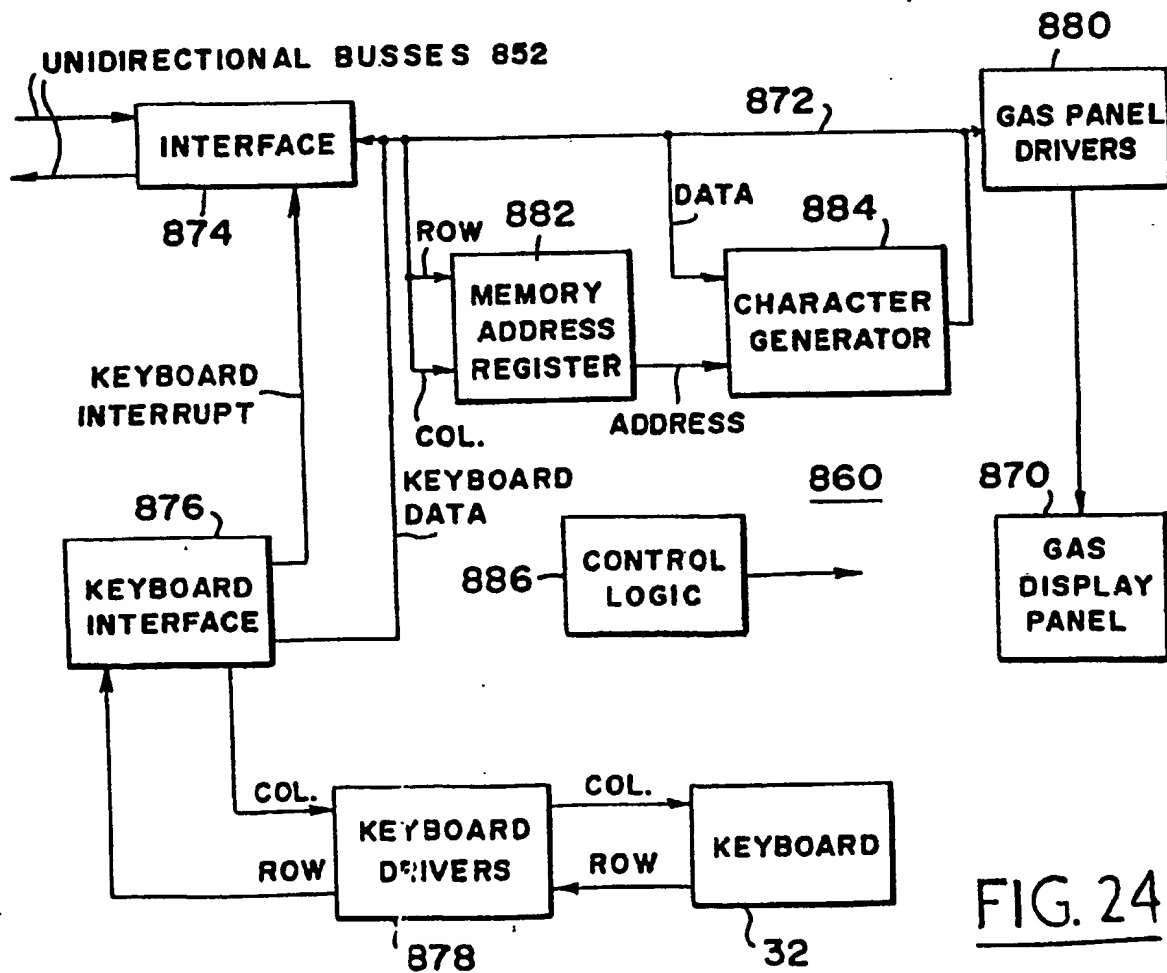 UNIDIRECTIONAL BUSSES 852
880
INTERFACE
874
872
GAS PANEL
DRIVERS
DATA
ROW
882
884
MEMORY
ADDRESS
REGISTER
CHARACTER
GENERATOR
KEYBOARD
INTERRUPT
COL.
ADDRESS
KEYBOARD
DATA
860
870
876
KEYBOARD
INTERFACE
886
CONTROL
LOGIC
GAS
DISPLAY
PANEL
COL.
COL.
KEYBOARD
DRIVERS
KEYBOARD
ROW
ROW
878
32
FIG. 24